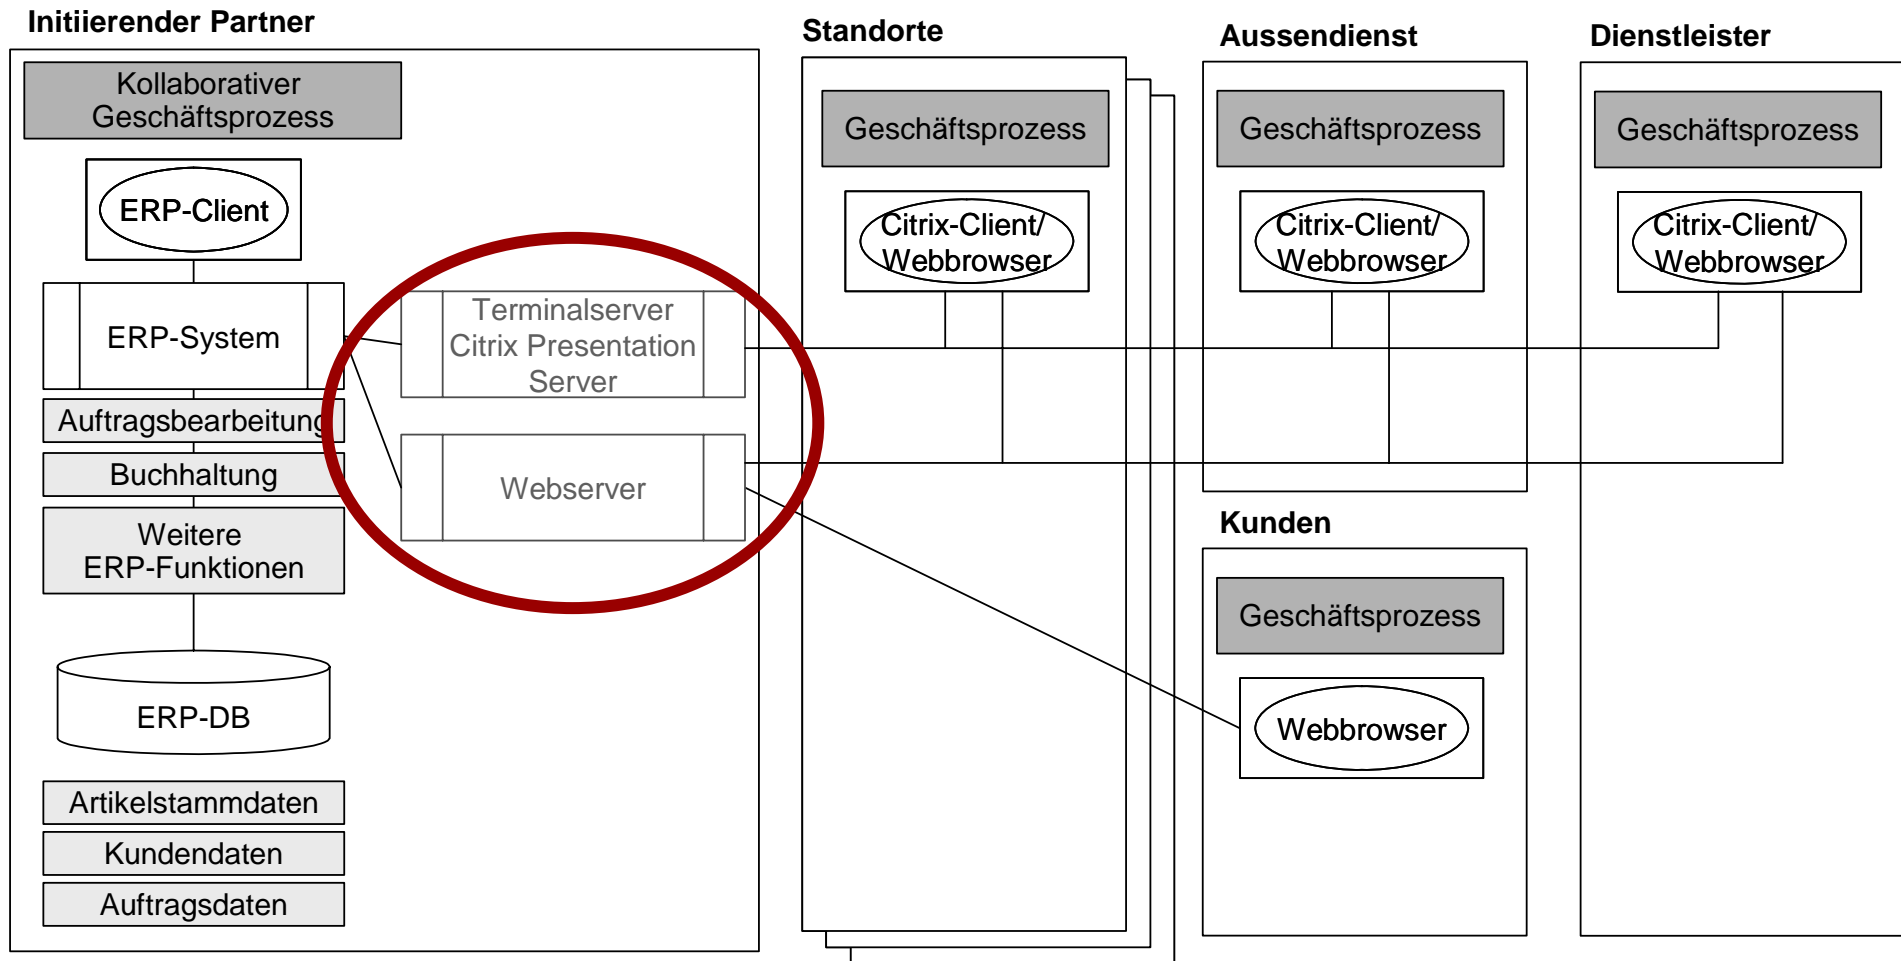 Initiierender Partner
Kollaborativer
Geschäftsprozess
ERP-Client
ERP-System
Auftragsbearbeitung
Buchhaltung
Weitere
ERP-Funktionen
ERP-DB
Artikelstammdaten
Kundendaten
Auftragsdaten
Terminalserver
Citrix Presentation
Server
Webserver
Standorte
Geschäftsprozess
Citrix-Client/
Webbrowser
Aussendienst
Geschäftsprozess
Citrix-Client/
Webbrowser
Kunden
Geschäftsprozess
Webbrowser
Dienstleister
Geschäftsprozess
Citrix-Client/
Webbrowser